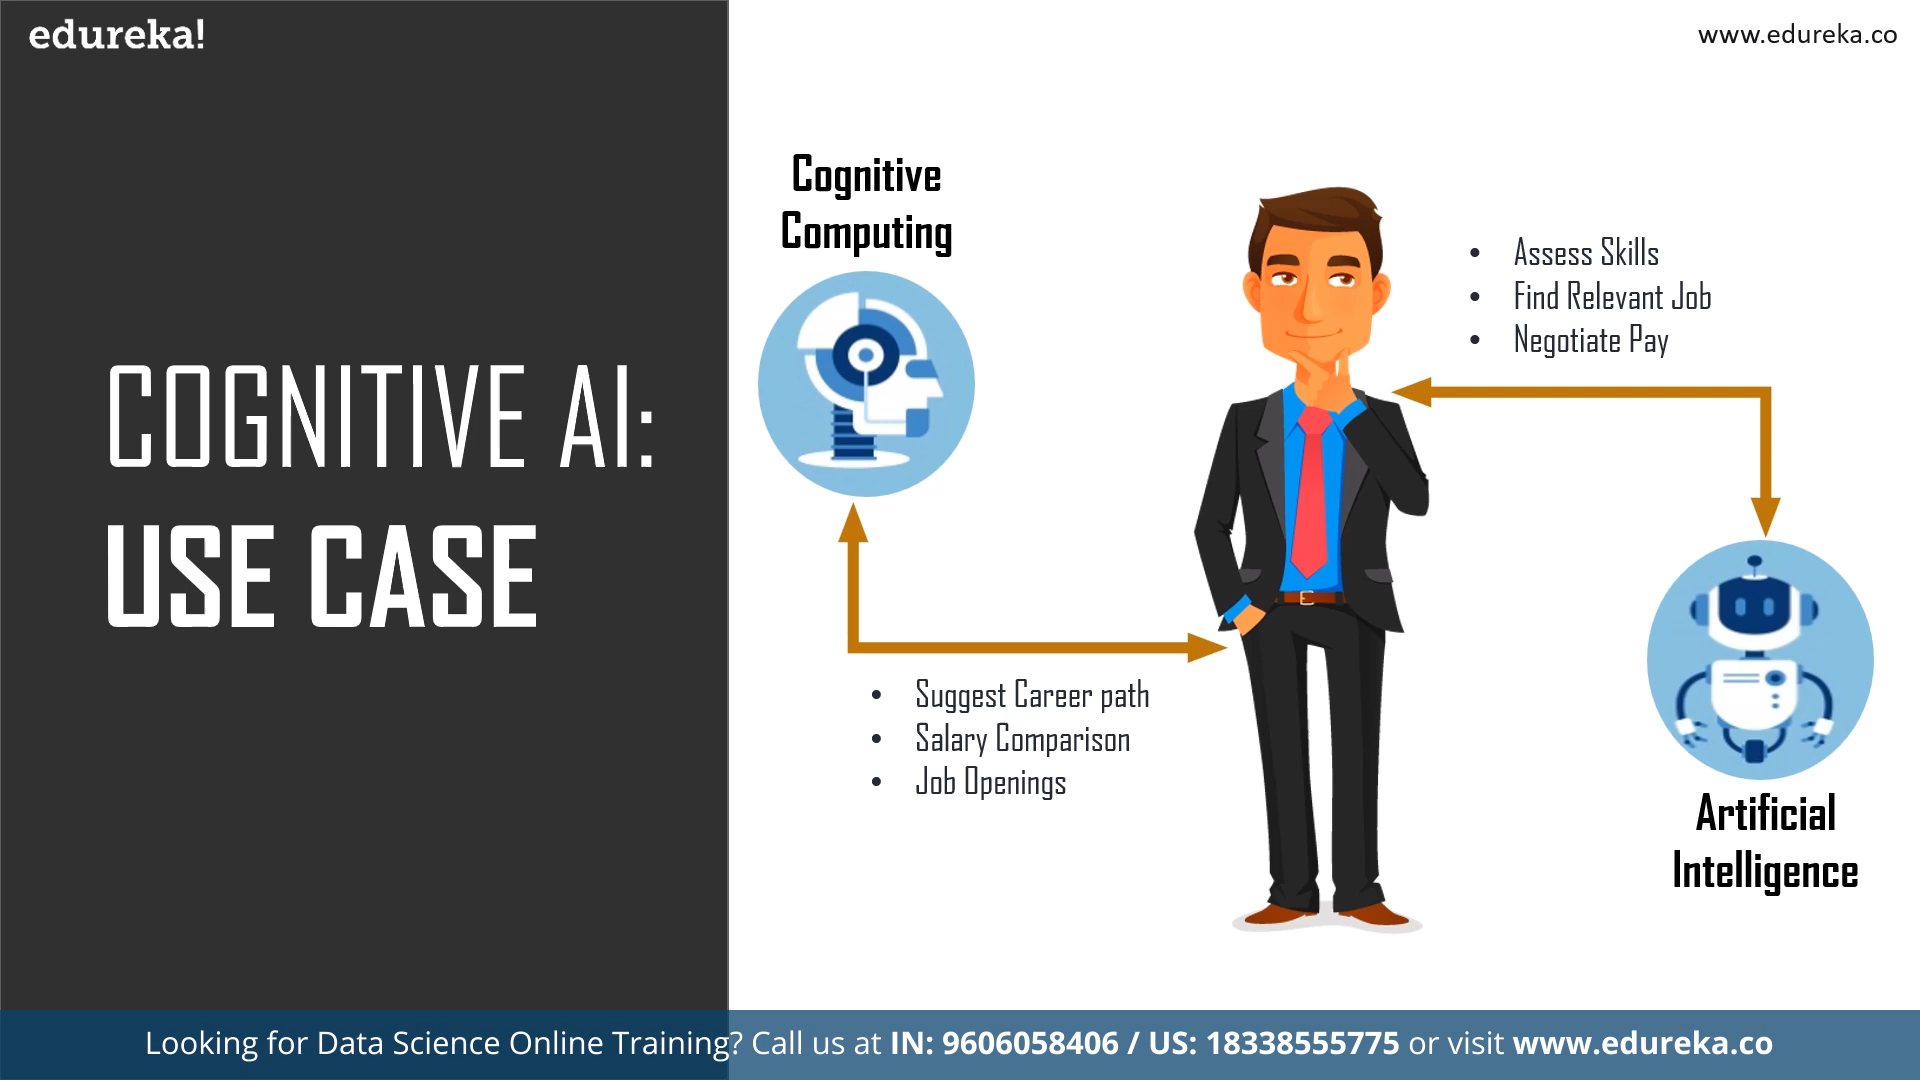 edureka!
www.edureka.co
COGNITIVE AI:
USE CASE
Cognitive
Computing
• Assess Skills
• Find Relevant Job
• Negotiate Pay
• Suggest Career path
• Salary Comparison
• Job Openings
Artificial
Intelligence
Looking for Data Science Online Training? Call us at IN: 9606058406 / US: 18338555775 or visit www.edureka.co